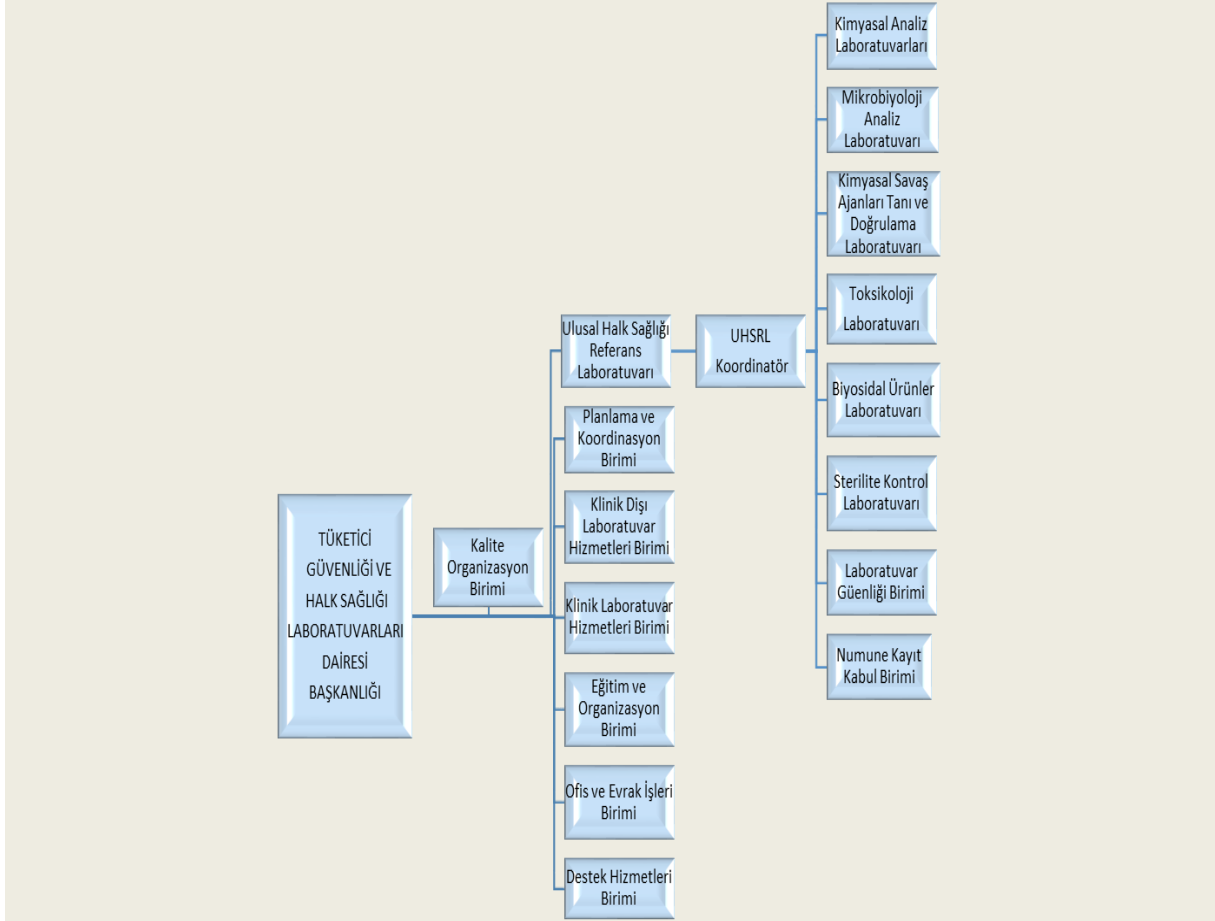 TÜKETİCİ
GÜVENLİĞİ VE
HALK SAĞLIĞI
LABORATUVARLARI
DAİRESİ
BAŞKANLIĞI
Kalite
Organizasyon
Birimi
Ulusal Halk Sağlığı
Referans
Laboratuvarı
Planlama ve
Koordinasyon
Birimi
Klinik Dişı
Laboratuvar
Hizmetleri Birimi
Klinik Laboratuvar
Hizmetleri Birimi
Eğitim ve
Organizasyon
Birimi
Ofis ve Evrak İşleri
Birimi
Destek Hizmetleri
Birimi
UHSRL
Koordinatör
Kimyasal Analiz
Laboratuvarları
Mikrobiyoloji
Analiz
Laboratuvarı
Kimyasal Savaş
Ajanları Tanı ve
Doğrulama
Laboratuvarı
Toksikoloji
Laboratuvarı
Biyosidal Ürünler
Laboratuvarı
Sterilite Kontrol
Laboratuvarı
Laboratuvar
Güenliği Birimi
Numune Kayıt
Kabul Birimi